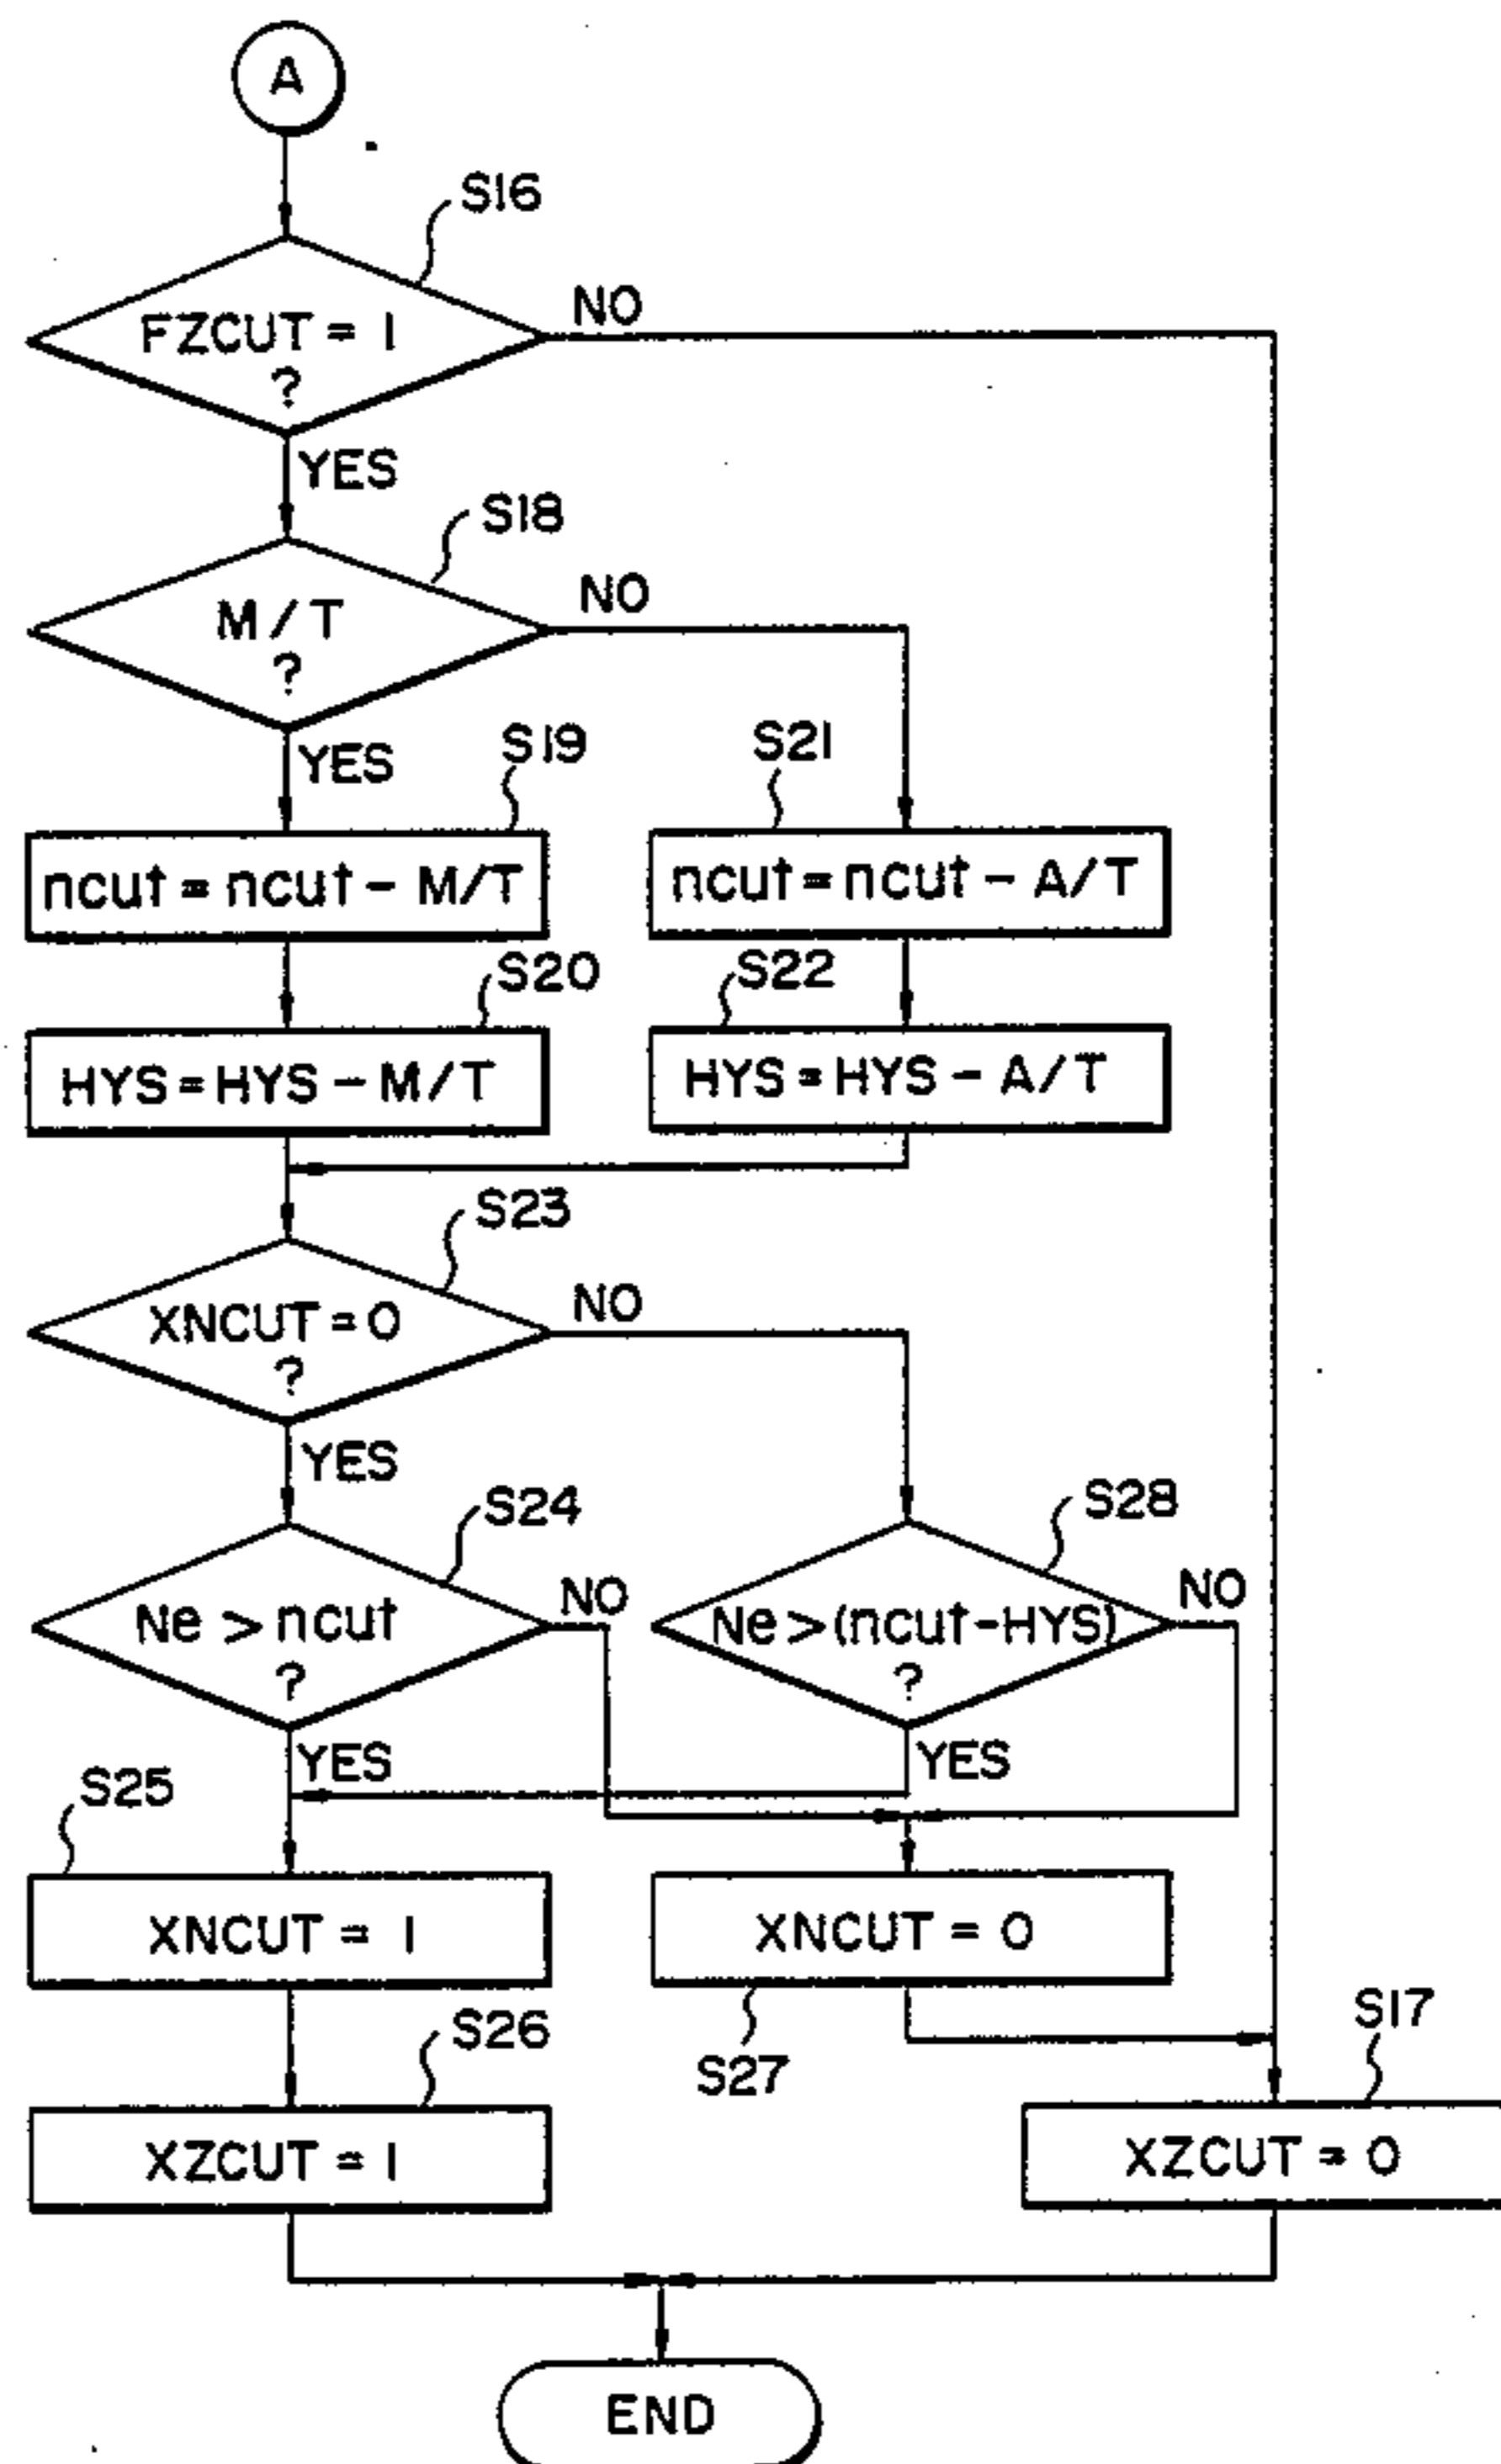 A
S16
FZCUT = 1
?
NO
YES
S18
M/T
?
NO
YES
S19
S21
ncut = ncut - M/T
ncut = ncut - A/T
S20
S22
HYS = HYS - M/T
HYS = HYS - A/T
S23
XNCUT = 0
?
NO
YES
S24
S28
Ne > ncut
?
NO
Ne > (ncut-HYS)
?
NO
YES
YES
S25
XNCUT = 1
XNCUT = 0
S26
S27
S17
XZCUT = 1
XZCUT = 0
END